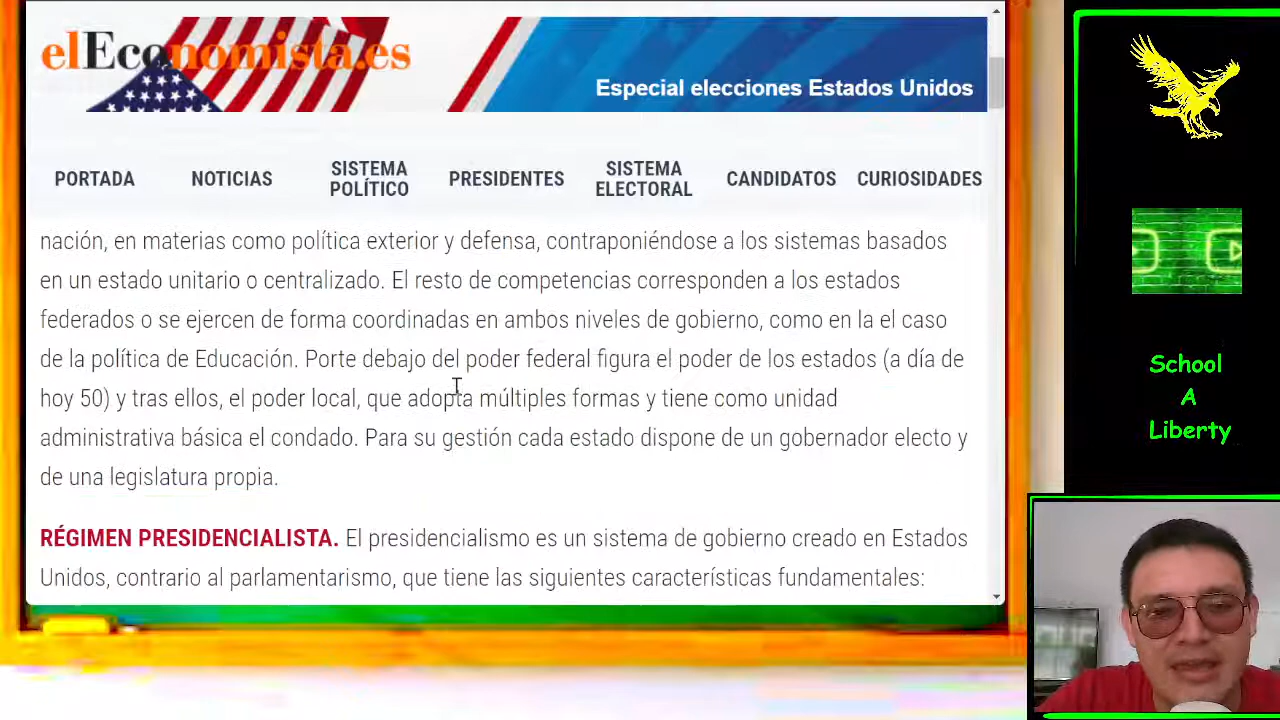 elEconomista.es
Especial elecciones Estados Unidos
PORTADA
NOTICIAS
SISTEMA POLÍTICO
PRESIDENTES
SISTEMA ELECTORAL
CANDIDATOS
CURIOSIDADES
nación, en materias como política exterior y defensa, contraponiéndose a los sistemas basados
en un estado unitario o centralizado. El resto de competencias corresponden a los estados
federados o se ejercen de forma coordinadas en ambos niveles de gobierno, como en la el caso
de la política de Educación. Porte debajo del poder federal figura el poder de los estados (a día de
hoy 50) y tras ellos, el poder local, que adopta múltiples formas y tiene como unidad
administrativa básica el condado. Para su gestión cada estado dispone de un gobernador electo y
de una legislatura propia.
RÉGIMEN PRESIDENCIALISTA. El presidencialismo es un sistema de gobierno creado en Estados
Unidos, contrario al parlamentarismo, que tiene las siguientes características fundamentales:
School
A
Liberty